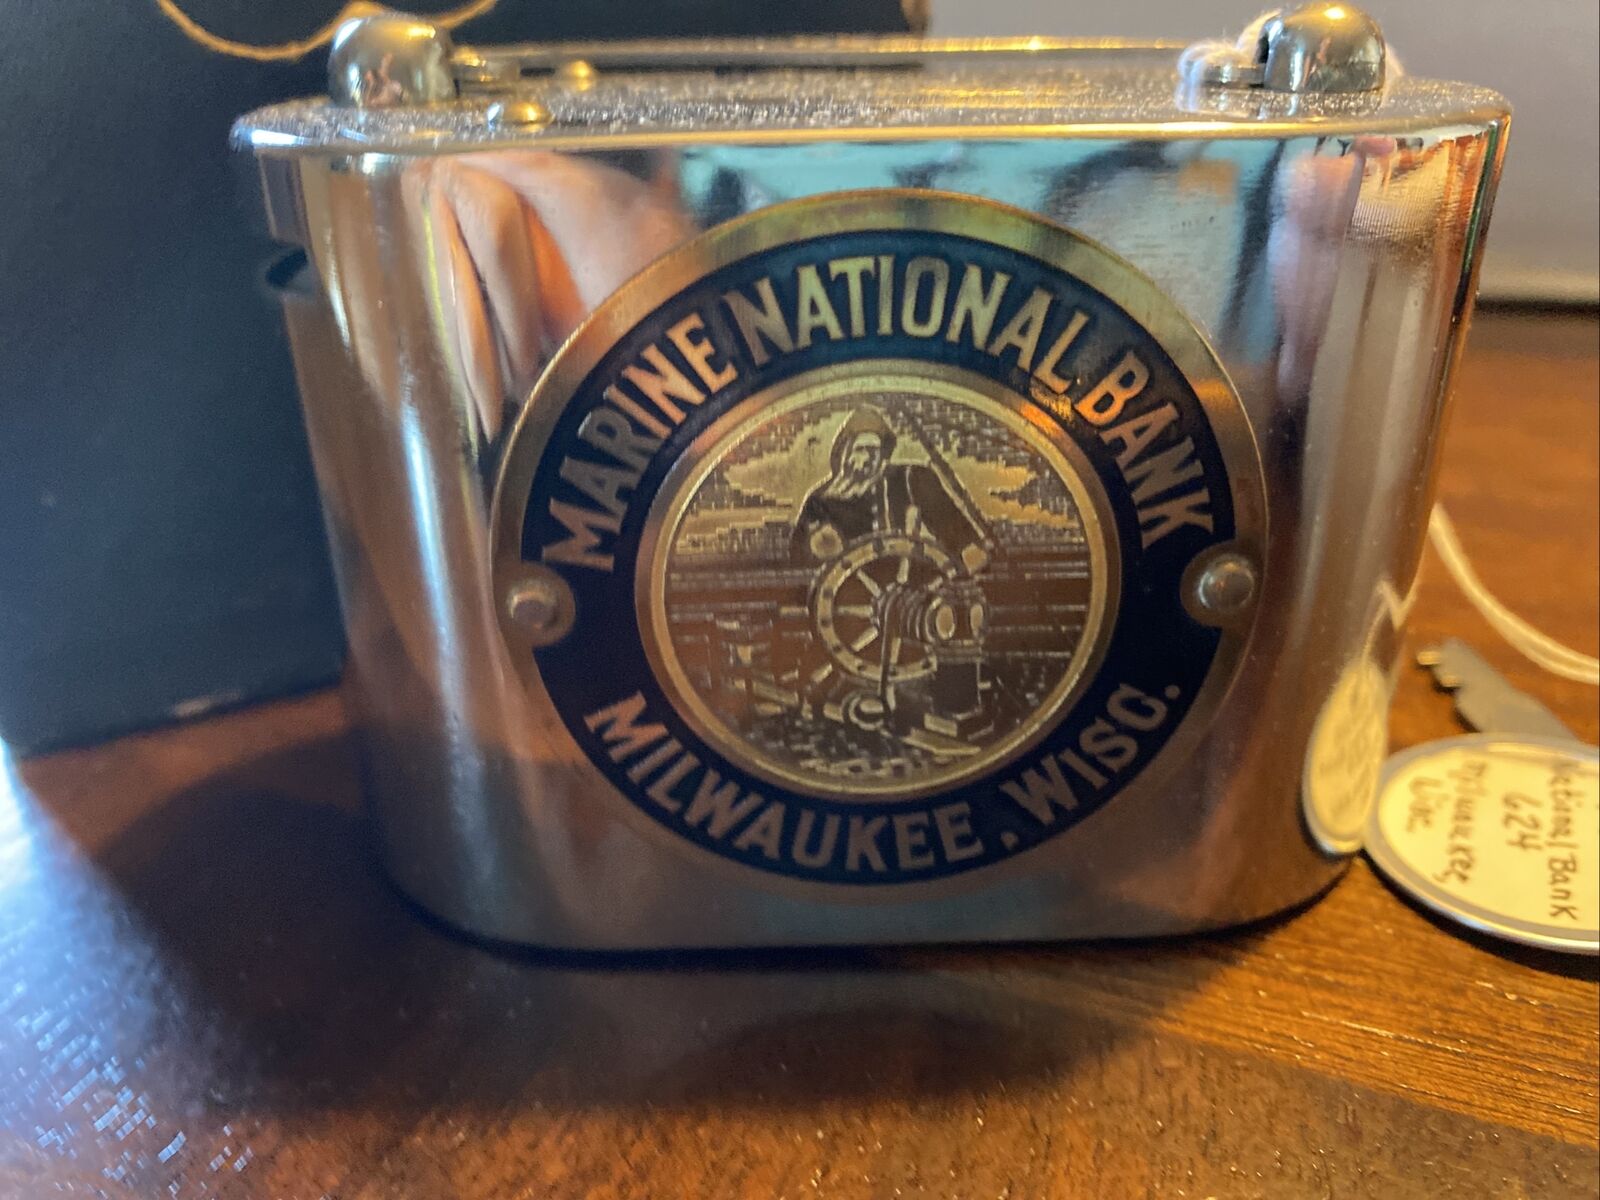 MARINE NATIONAL BANK
MILWAUKEE, WISC.
National Bank
624
Milwaukee,
Wisc